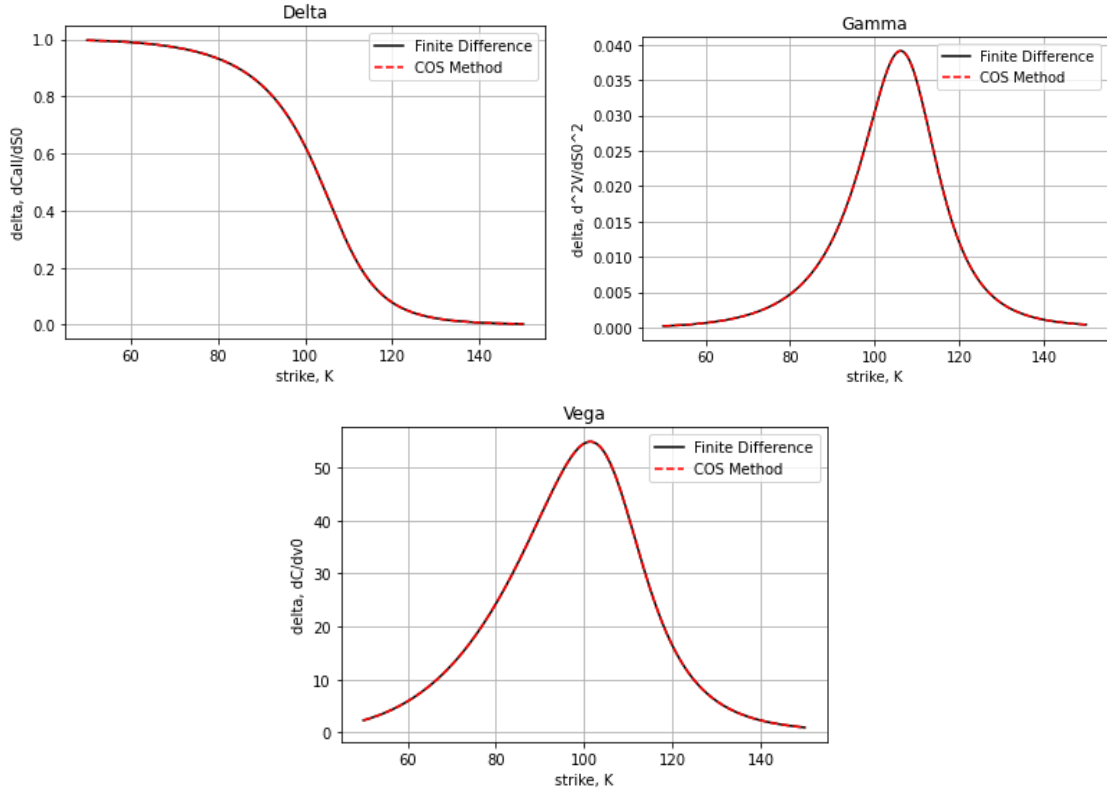 Delta
delta, dCall/dS0
1.0
0.8
0.6
0.4
0.2
0.0
Finite Difference
COS Method
60
80
100
120
140
strike, K
Gamma
delta, d^2V/dS0^2
0.040
0.035
0.030
0.025
0.020
0.015
0.010
0.005
0.000
Finite Difference
COS Method
60
80
100
120
140
strike, K
Vega
delta, dC/dv0
50
40
30
20
10
0
Finite Difference
COS Method
60
80
100
120
140
strike, K